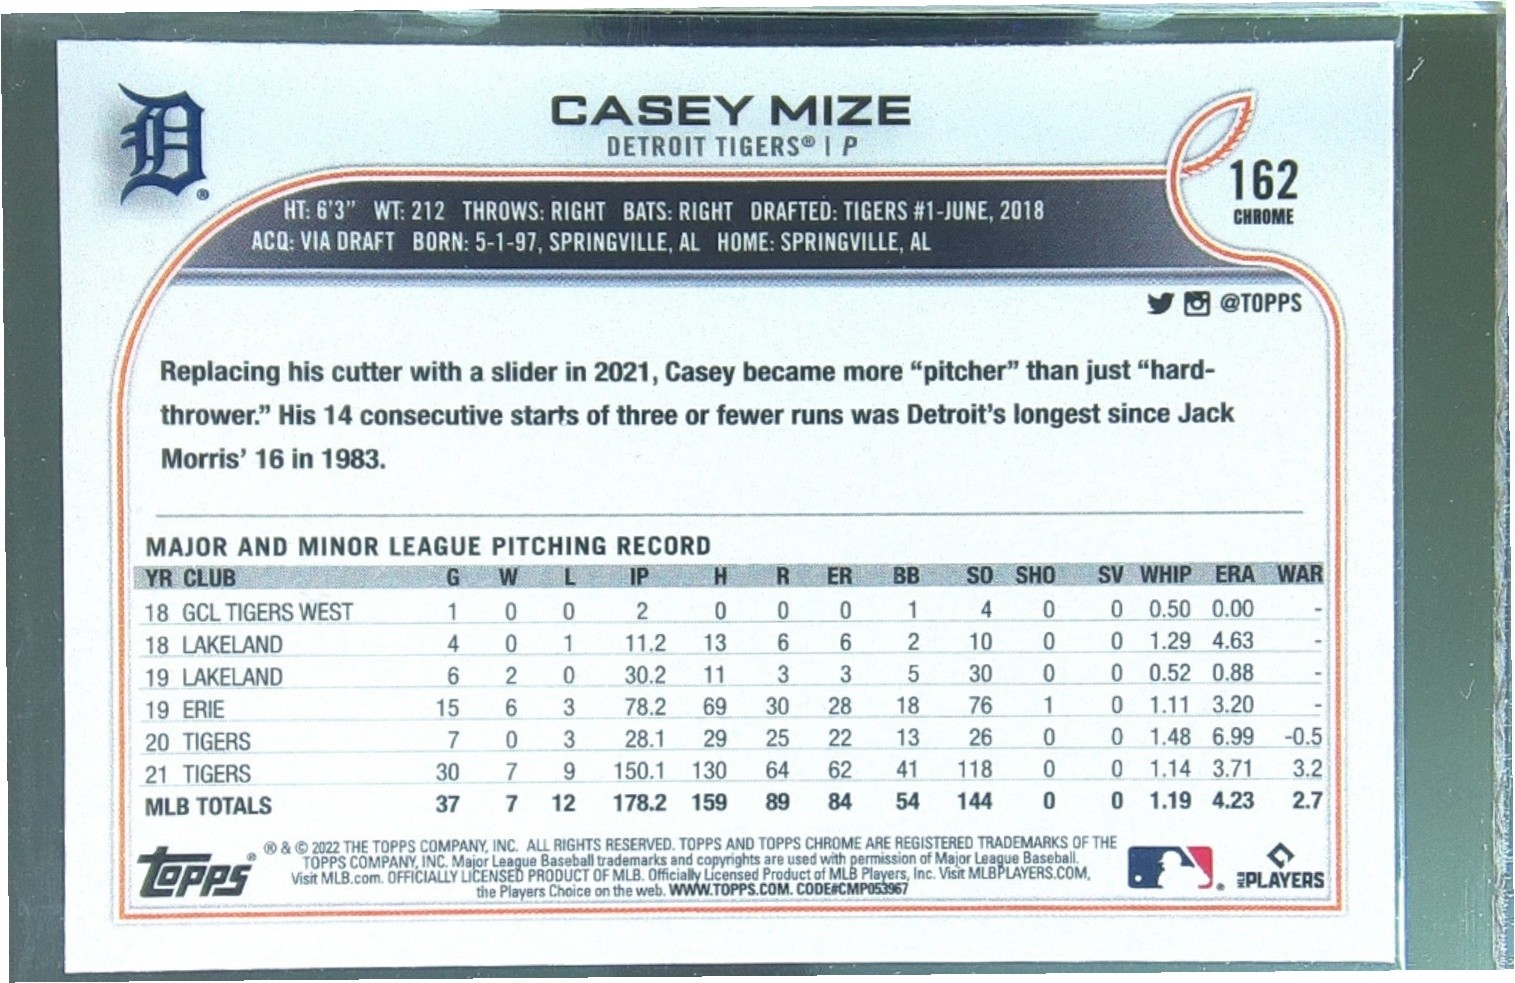 CASEY MIZE
DETROIT TIGERS® | P
162
CHROME
HT: 6'3" WT: 212 THROWS: RIGHT BATS: RIGHT DRAFTED: TIGERS #1-JUNE, 2018
ACQ: VIA DRAFT BORN: 5-1-97, SPRINGVILLE, AL HOME: SPRINGVILLE, AL
@TOPPS
Replacing his cutter with a slider in 2021, Casey became more “pitcher” than just “hard-
thrower.” His 14 consecutive starts of three or fewer runs was Detroit’s longest since Jack
Morris’ 16 in 1983.
MAJOR AND MINOR LEAGUE PITCHING RECORD
YR CLUB G W L IP H R ER BB SO SHO SV WHIP ERA WAR
18 GCL TIGERS WEST 1 0 0 2 0 0 0 1 4 0 0 0.50 0.00 -
18 LAKELAND 4 0 1 11.2 13 6 6 2 10 0 0 1.29 4.63 -
19 LAKELAND 6 2 0 30.2 11 3 3 5 30 0 0 0.52 0.88 -
19 ERIE 15 6 3 78.2 69 30 28 18 76 1 0 1.11 3.20 -
20 TIGERS 7 0 3 28.1 29 25 22 13 26 0 0 1.48 6.99 -0.5
21 TIGERS 30 7 9 150.1 130 64 62 41 118 0 0 1.14 3.71 3.2
MLB TOTALS 37 7 12 178.2 159 89 84 54 144 0 0 1.19 4.23 2.7
® & © 2022 THE TOPPS COMPANY, INC. ALL RIGHTS RESERVED. TOPPS AND TOPPS CHROME ARE REGISTERED TRADEMARKS OF THE
TOPPS COMPANY, INC. Major League Baseball trademarks and copyrights are used with permission of Major League Baseball.
Visit MLB.com. OFFICIALLY LICENSED PRODUCT OF MLB. Officially Licensed Product of MLB Players, Inc. Visit MLBPLAYERS.COM,
the Players Choice on the web. WWW.TOPPS.COM. CODE#CMP053967
topps®
MLB PLAYERS